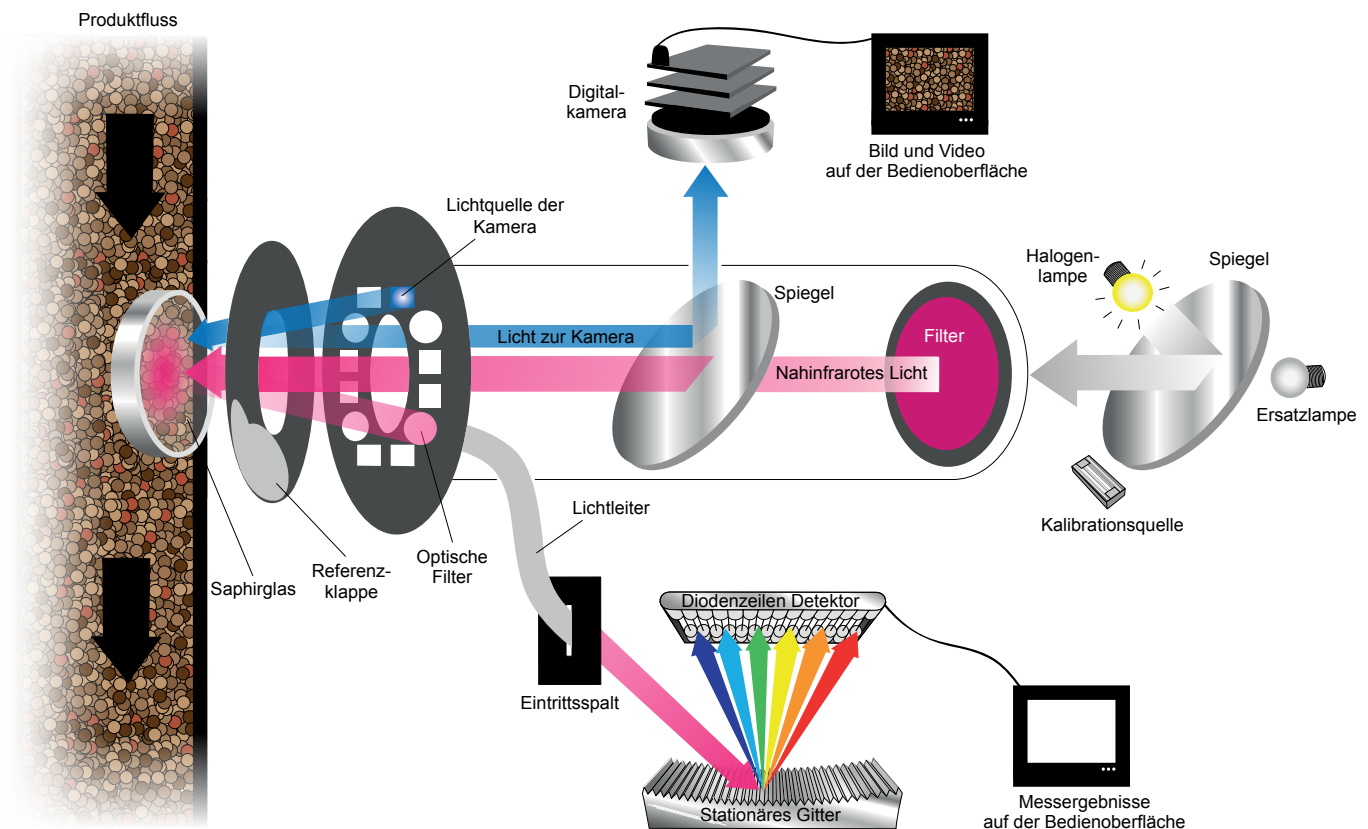 Produktfluss
Digital-
kamera
Bild und Video
auf der Bedienoberfläche
Lichtquelle der
Kamera
Halogen-
lampe
Spiegel
Spiegel
Licht zur Kamera
Filter
Nahinfrarotes Licht
Ersatzlampe
Kalibrationsquelle
Lichtleiter
Saphirglas
Referenz-
klappe
Optische
Filter
Diodenzeilen Detektor
Eintrittsspalt
Stationäres Gitter
Messergebnisse
auf der Bedienoberfläche